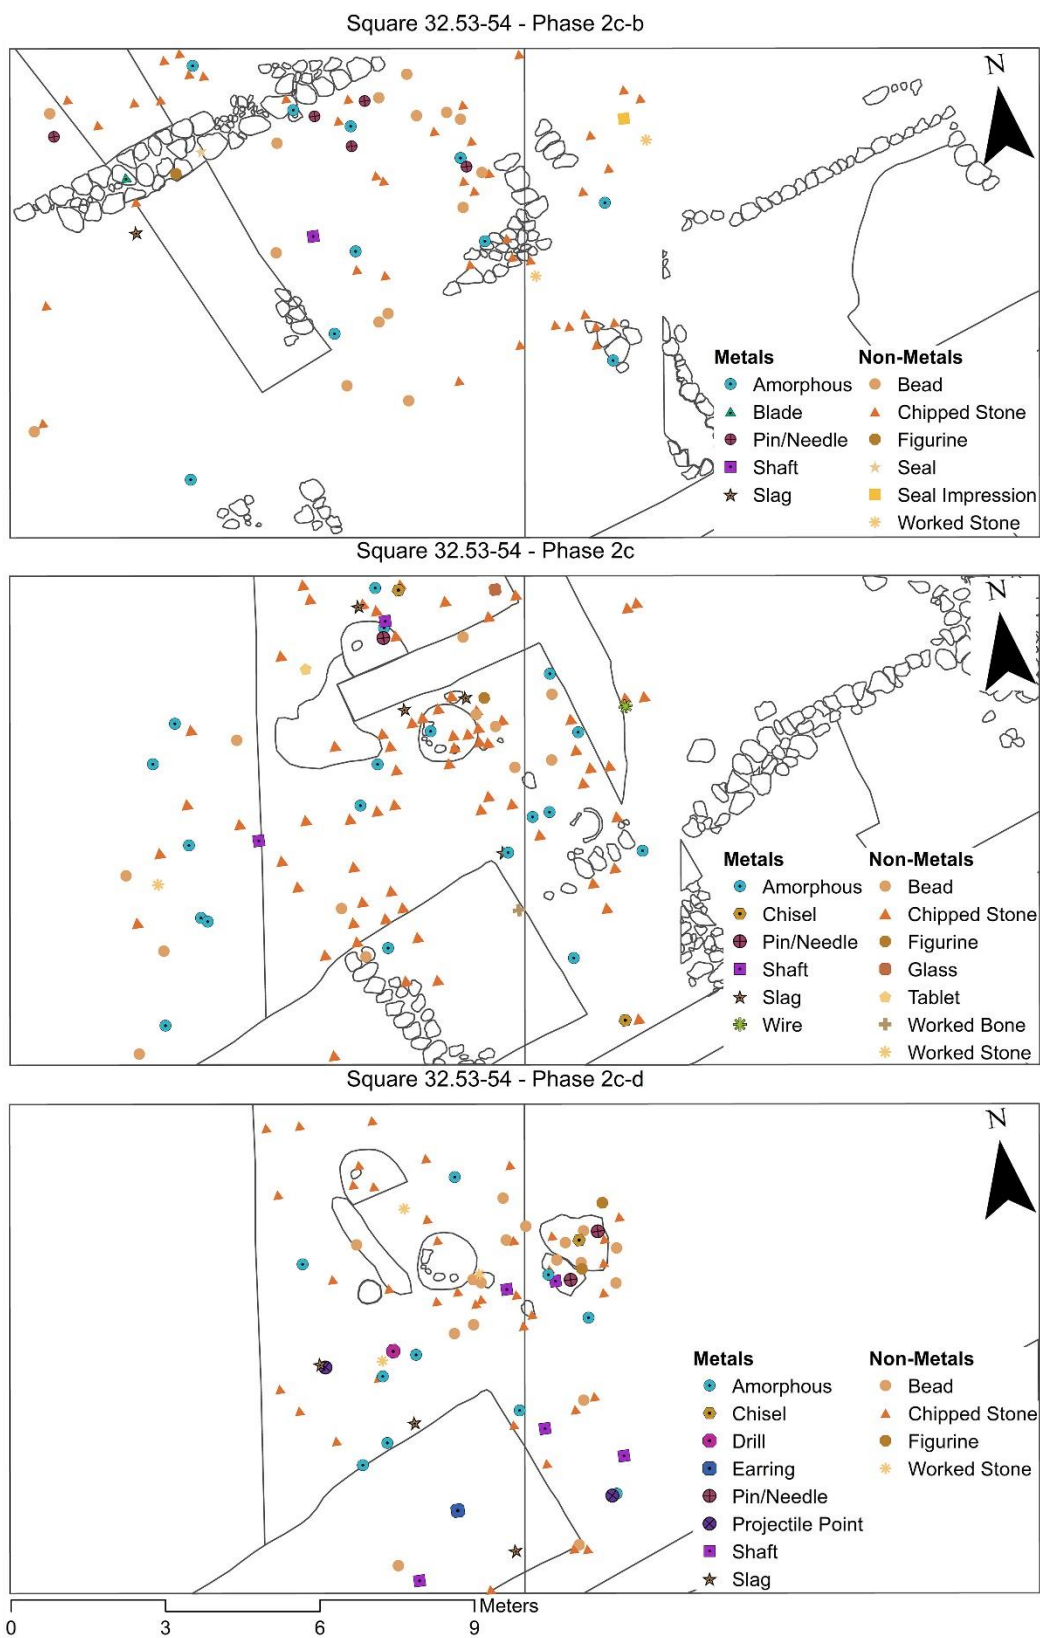 Square 32.53-54 - Phase 2c-b
N
Metals Non-Metals
Amorphous Bead
Blade Chipped Stone
Pin/Needle Figurine
Shaft Seal
Slag Seal Impression
Worked Stone
Square 32.53-54 - Phase 2c
N
Metals Non-Metals
Amorphous Bead
Chisel Chipped Stone
Pin/Needle Figurine
Shaft Glass
Slag Tablet
Wire Worked Bone
Worked Stone
Square 32.53-54 - Phase 2c-d
N
Metals Non-Metals
Amorphous Bead
Chisel Chipped Stone
Drill Figurine
Earring Worked Stone
Pin/Needle
Projectile Point
Shaft
Slag
Meters
0 3 6 9